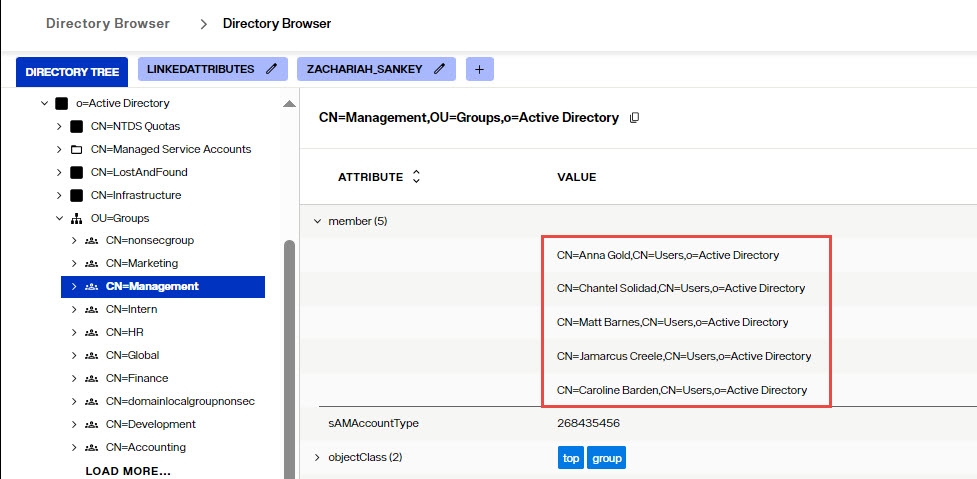 Directory Browser > Directory Browser
DIRECTORY TREE LINKEDATTRIBUTES ZACHARIAH_SANKEY +
o=Active Directory
CN=NTDS Quotas
CN=Managed Service Accounts
CN=LostAndFound
CN=Infrastructure
OU=Groups
CN=nonsecgroup
CN=Marketing
CN=Management
CN=Intern
CN=HR
CN=Global
CN=Finance
CN=domainlocalgroupnonsec
CN=Development
CN=Accounting
LOAD MORE...
CN=Management,OU=Groups,o=Active Directory
ATTRIBUTE VALUE
member (5)
CN=Anna Gold,CN=Users,o=Active Directory
CN=Chantel Solidad,CN=Users,o=Active Directory
CN=Matt Barnes,CN=Users,o=Active Directory
CN=Jamarcus Creele,CN=Users,o=Active Directory
CN=Caroline Barden,CN=Users,o=Active Directory
sAMAccountType 268435456
objectClass (2) top group